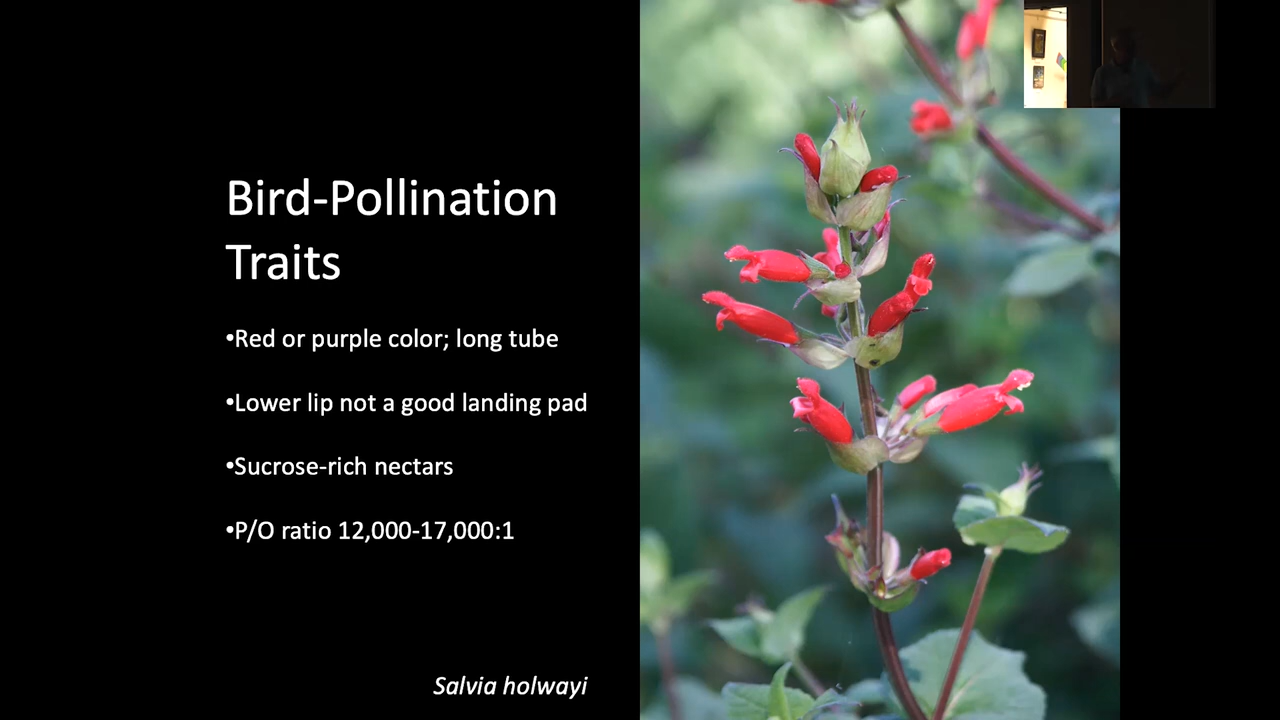 Bird-Pollination
Traits
•Red or purple color; long tube
•Lower lip not a good landing pad
•Sucrose-rich nectars
•P/O ratio 12,000-17,000:1
Salvia holwayi